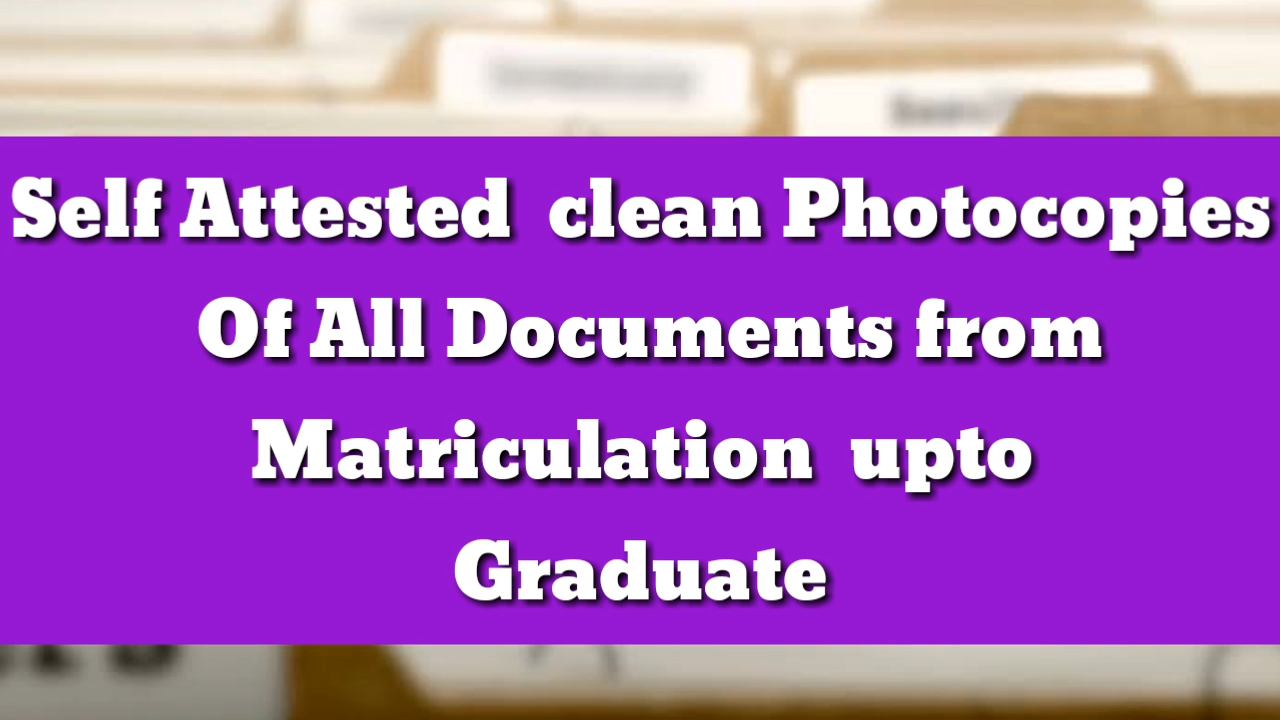 Self Attested clean Photocopies
Of All Documents from
Matriculation upto
Graduate